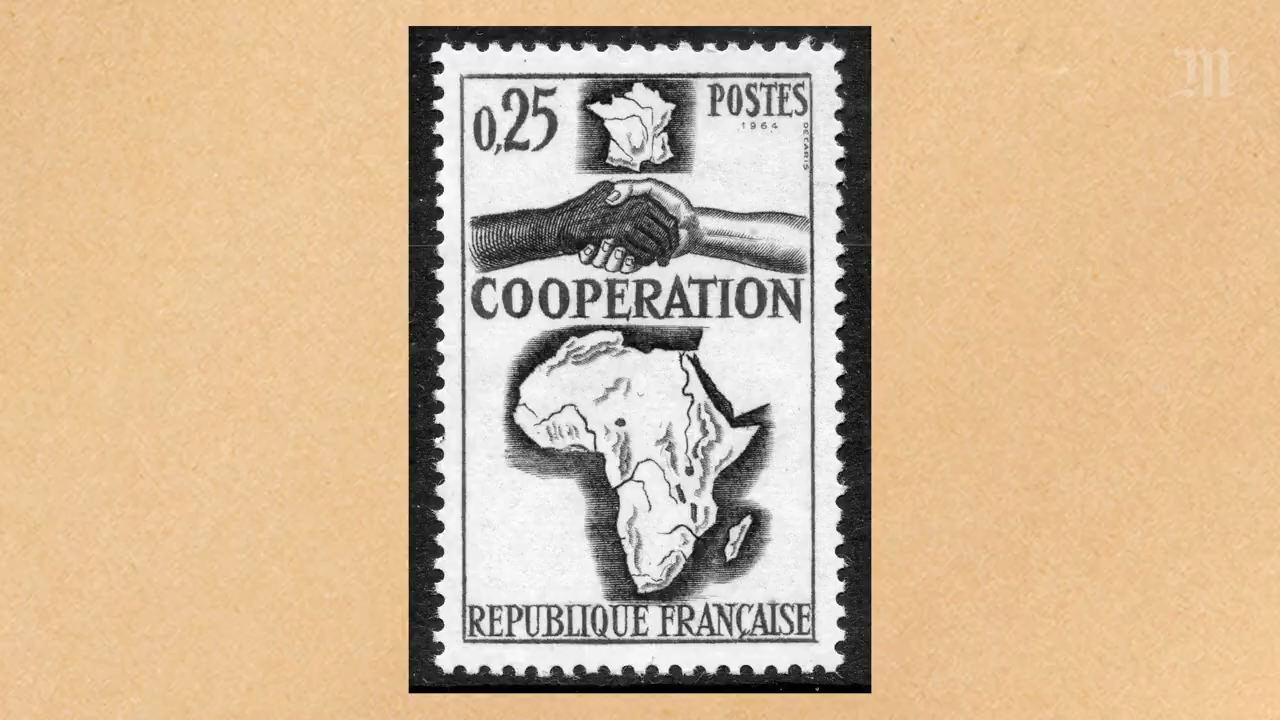 0,25
POSTES
1964
DECARIS
COOPERATION
REPUBLIQUE FRANÇAISE
M